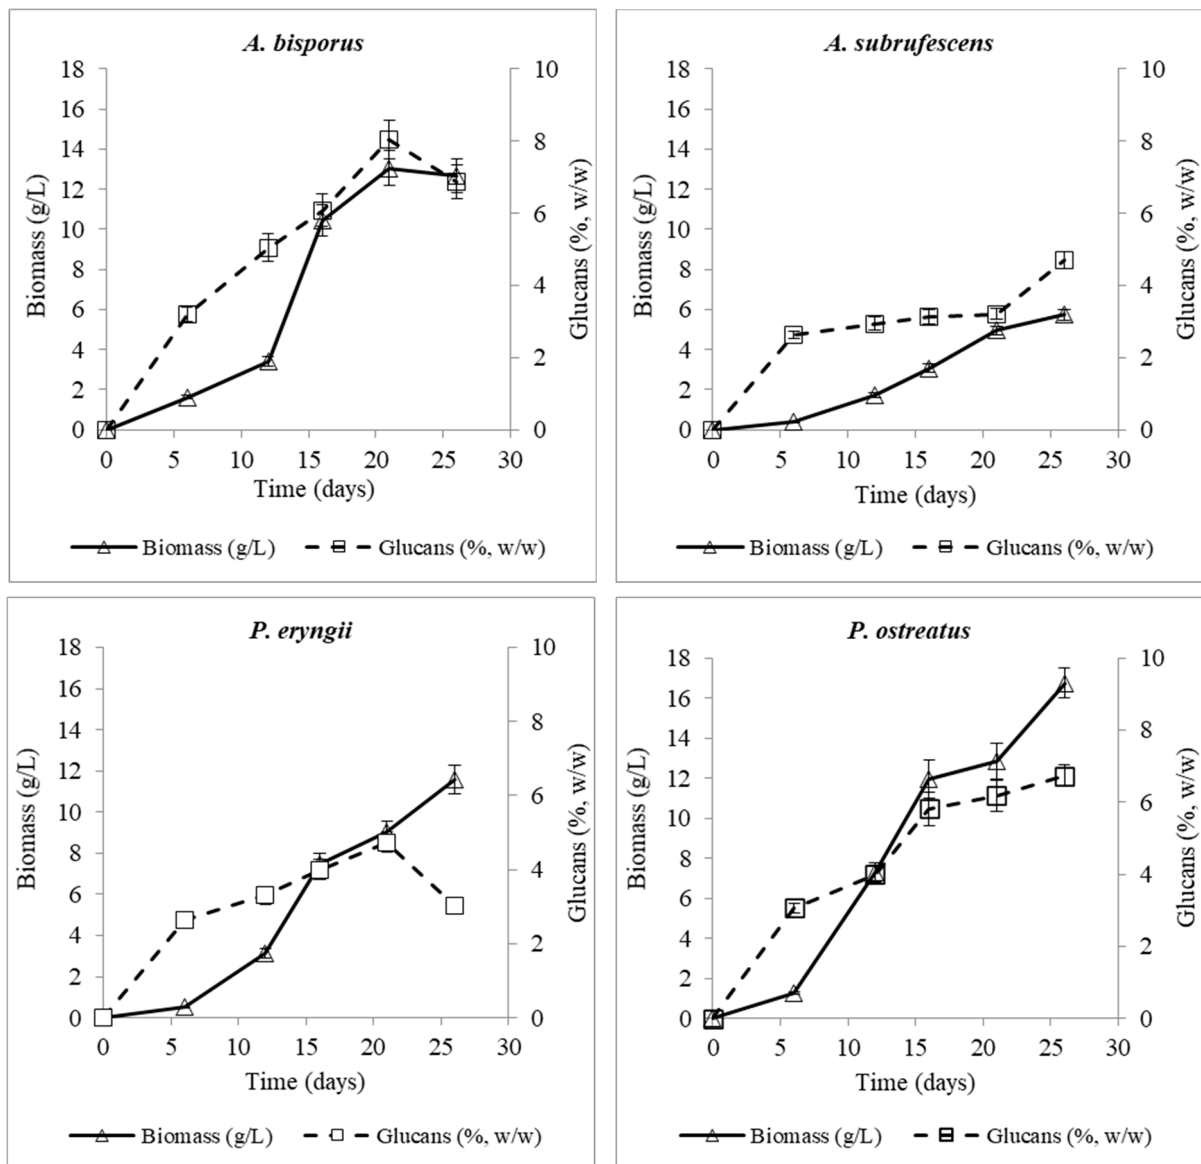 A. bisporus
18
16
14
12
10
8
6
4
2
0
Biomass (g/L)
10
8
6
4
2
0
Glucans (%, w/w)
0 5 10 15 20 25 30
Time (days)
Biomass (g/L) Glucans (%, w/w)
A. subrufescens
18
16
14
12
10
8
6
4
2
0
Biomass (g/L)
10
8
6
4
2
0
Glucans (%, w/w)
0 5 10 15 20 25 30
Time (days)
Biomass (g/L) Glucans (%, w/w)
P. eryngii
18
16
14
12
10
8
6
4
2
0
Biomass (g/L)
10
8
6
4
2
0
Glucans (%, w/w)
0 5 10 15 20 25 30
Time (days)
Biomass (g/L) Glucans (%, w/w)
P. ostreatus
18
16
14
12
10
8
6
4
2
0
Biomass (g/L)
10
8
6
4
2
0
Glucans (%, w/w)
0 5 10 15 20 25 30
Time (days)
Biomass (g/L) Glucans (%, w/w)